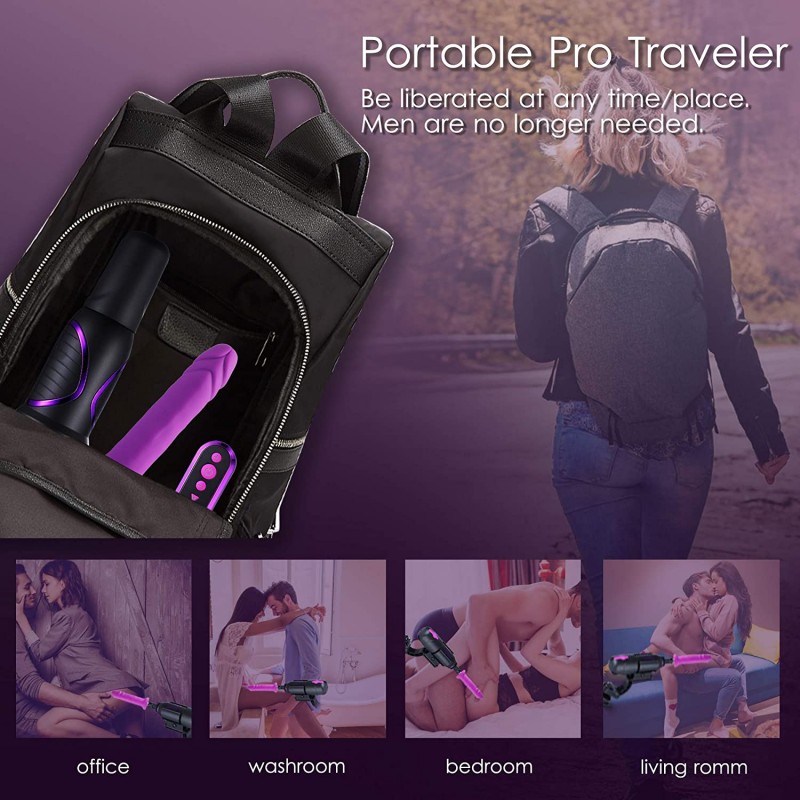 Portable Pro Traveler
Be liberated at any time/place.
Men are no longer needed.
office
washroom
bedroom
living romm